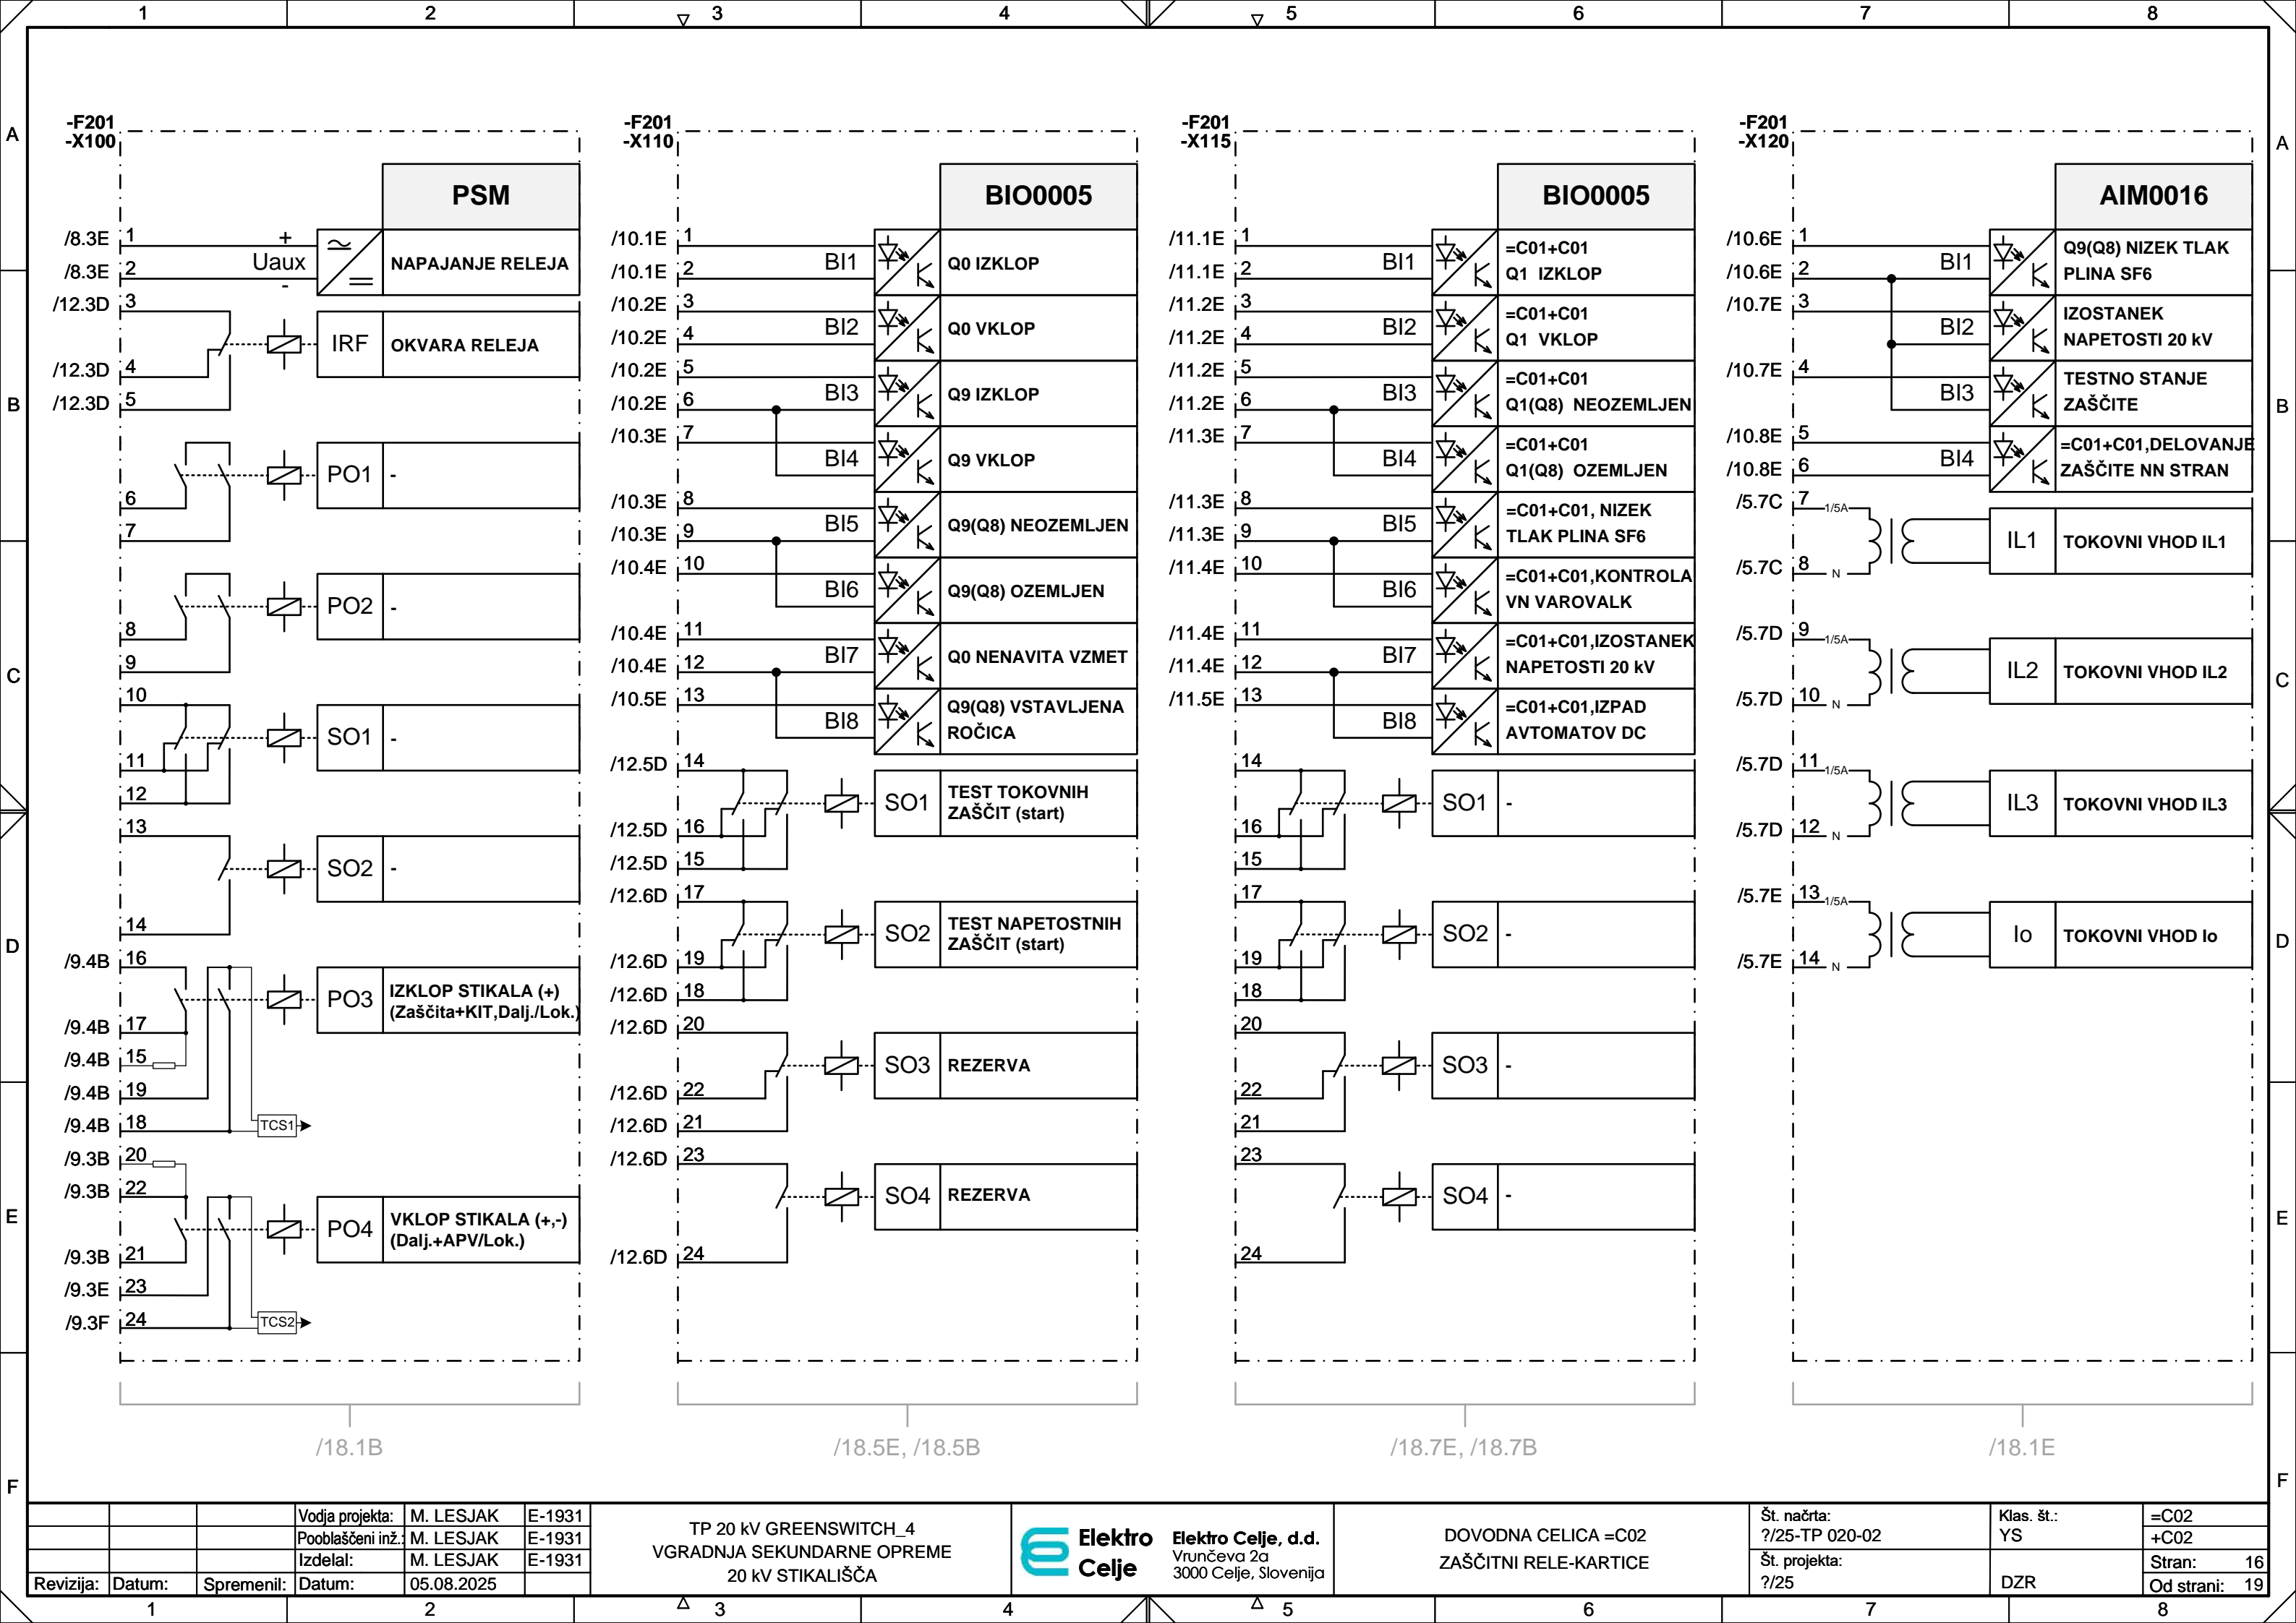 1 2 3 4 5 6 7 8
A
B
C
D
E
F
-F201
-X100
PSM
/8.3E 1 +
Uaux
/8.3E 2 -
NAPAJANJE RELEJA
/12.3D 3
IRF OKVARA RELEJA
/12.3D 4
/12.3D 5
PO1 -
6
7
PO2 -
8
9
10
SO1 -
11
12
13
SO2 -
14
/9.4B 16
PO3 IZKLOP STIKALA (+)
(Zaščita+KIT,Dalj./Lok.)
/9.4B 17
/9.4B 15
/9.4B 19
/9.4B 18 TCS1
/9.3B 20
/9.3B 22
PO4 VKLOP STIKALA (+,-)
(Dalj.+APV/Lok.)
/9.3B 21
/9.3E 23
/9.3F 24 TCS2
/18.1B
-F201
-X110
BIO0005
/10.1E 1
BI1 Q0 IZKLOP
/10.1E 2
/10.2E 3
BI2 Q0 VKLOP
/10.2E 4
/10.2E 5
BI3 Q9 IZKLOP
/10.2E 6
/10.3E 7
BI4 Q9 VKLOP
/10.3E 8
BI5 Q9(Q8) NEOZEMLJEN
/10.3E 9
/10.4E 10
BI6 Q9(Q8) OZEMLJEN
/10.4E 11
BI7 Q0 NENAVITA VZMET
/10.4E 12
/10.5E 13
BI8 Q9(Q8) VSTAVLJENA
ROČICA
/12.5D 14
SO1 TEST TOKOVNIH
ZAŠČIT (start)
/12.5D 16
/12.5D 15
/12.6D 17
SO2 TEST NAPETOSTNIH
ZAŠČIT (start)
/12.6D 19
/12.6D 18
/12.6D 20
SO3 REZERVA
/12.6D 22
/12.6D 21
/12.6D 23
SO4 REZERVA
/12.6D 24
/18.5E, /18.5B
-F201
-X115
BIO0005
/11.1E 1
BI1 =C01+C01
Q1 IZKLOP
/11.1E 2
/11.2E 3
BI2 =C01+C01
Q1 VKLOP
/11.2E 4
/11.2E 5
BI3 =C01+C01
Q1(Q8) NEOZEMLJEN
/11.2E 6
/11.3E 7
BI4 =C01+C01
Q1(Q8) OZEMLJEN
/11.3E 8
BI5 =C01+C01, NIZEK
TLAK PLINA SF6
/11.3E 9
/11.4E 10
BI6 =C01+C01,KONTROLA
VN VAROVALK
/11.4E 11
BI7 =C01+C01,IZOSTANEK
NAPETOSTI 20 kV
/11.4E 12
/11.5E 13
BI8 =C01+C01,IZPAD
AVTOMATOV DC
14
SO1 -
16
15
17
SO2 -
19
18
20
SO3 -
22
21
23
SO4 -
24
/18.7E, /18.7B
-F201
-X120
AIM0016
/10.6E 1
BI1 Q9(Q8) NIZEK TLAK
PLINA SF6
/10.6E 2
/10.7E 3
BI2 IZOSTANEK
NAPETOSTI 20 kV
/10.7E 4
BI3 TESTNO STANJE
ZAŠČITE
/10.8E 5
BI4 =C01+C01,DELOVANJE
ZAŠČITE NN STRAN
/10.8E 6
/5.7C 7 1/5A
IL1 TOKOVNI VHOD IL1
/5.7C 8 N
/5.7D 9 1/5A
IL2 TOKOVNI VHOD IL2
/5.7D 10 N
/5.7D 11 1/5A
IL3 TOKOVNI VHOD IL3
/5.7D 12 N
/5.7E 13 1/5A
Io TOKOVNI VHOD Io
/5.7E 14 N
/18.1E
A
B
C
D
E
F
Vodja projekta: M. LESJAK E-1931
Pooblaščeni inž.: M. LESJAK E-1931
Izdelal: M. LESJAK E-1931
Revizija: Datum: Spremenil: Datum: 05.08.2025
TP 20 kV GREENSWITCH_4
VGRADNJA SEKUNDARNE OPREME
20 kV STIKALIŠČA
Elektro
Celje
Elektro Celje, d.d.
Vrunčeva 2a
3000 Celje, Slovenija
DOVODNA CELICA =C02
ZAŠČITNI RELE-KARTICE
Št. načrta:
?/25-TP 020-02
Št. projekta:
?/25
Klas. št.:
YS
DZR
=C02
+C02
Stran: 16
Od strani: 19
1 2 3 4 5 6 7 8